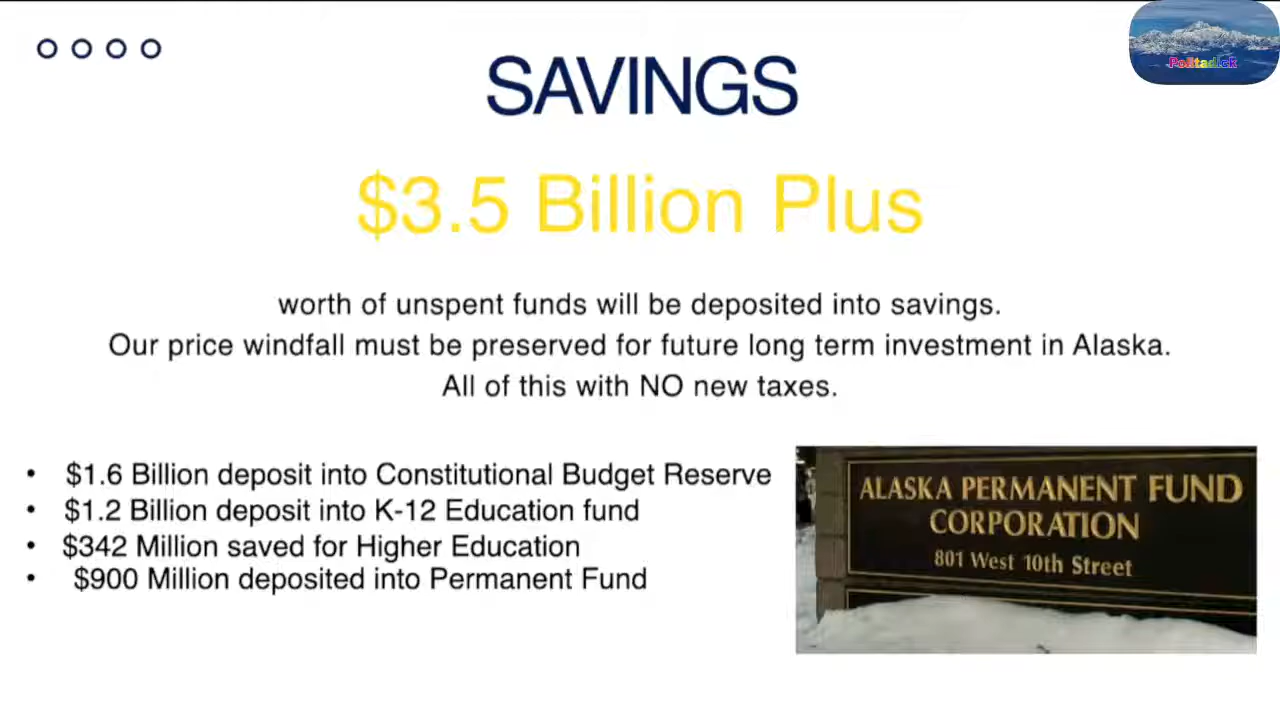 Politadick
SAVINGS
$3.5 Billion Plus
worth of unspent funds will be deposited into savings.
Our price windfall must be preserved for future long term investment in Alaska.
All of this with NO new taxes.
• $1.6 Billion deposit into Constitutional Budget Reserve
• $1.2 Billion deposit into K-12 Education fund
• $342 Million saved for Higher Education
• $900 Million deposited into Permanent Fund
ALASKA PERMANENT FUND
CORPORATION
801 West 10th Street